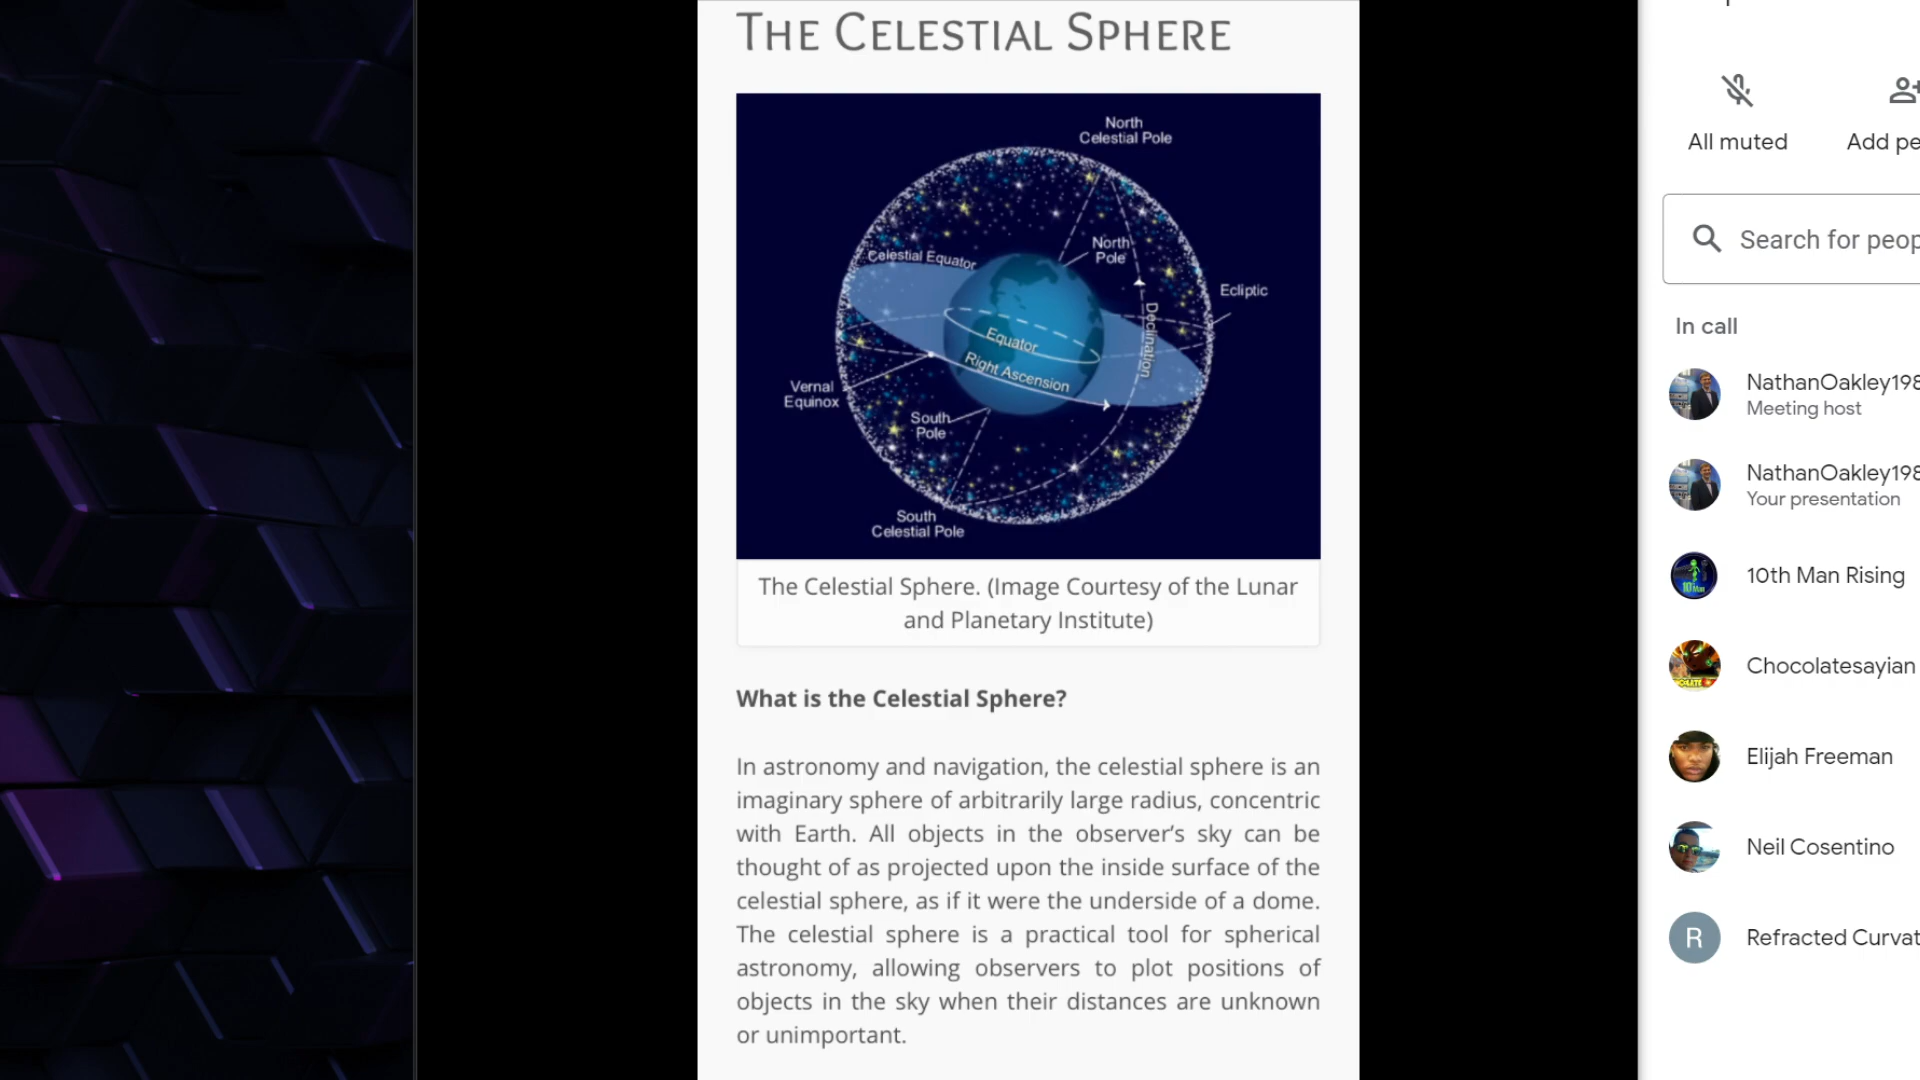 THE CELESTIAL SPHERE
North
Celestial Pole
North
Pole
Celestial Equator
Ecliptic
Declination
Equator
Right Ascension
Vernal
Equinox
South
Pole
South
Celestial Pole
The Celestial Sphere. (Image Courtesy of the Lunar
and Planetary Institute)
What is the Celestial Sphere?
In astronomy and navigation, the celestial sphere is an
imaginary sphere of arbitrarily large radius, concentric
with Earth. All objects in the observer's sky can be
thought of as projected upon the inside surface of the
celestial sphere, as if it were the underside of a dome.
The celestial sphere is a practical tool for spherical
astronomy, allowing observers to plot positions of
objects in the sky when their distances are unknown
or unimportant.
All muted
Add pe
Search for peop
In call
NathanOakley198
Meeting host
NathanOakley198
Your presentation
10th Man Rising
Chocolatesayian
Elijah Freeman
Neil Cosentino
R
Refracted Curvat